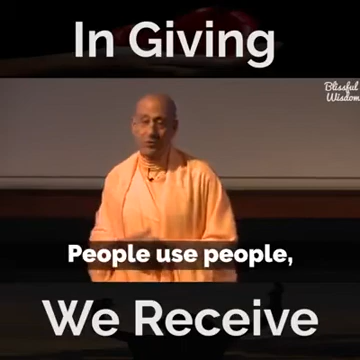 In Giving
Blissful
Wisdom
People use people,
We Receive